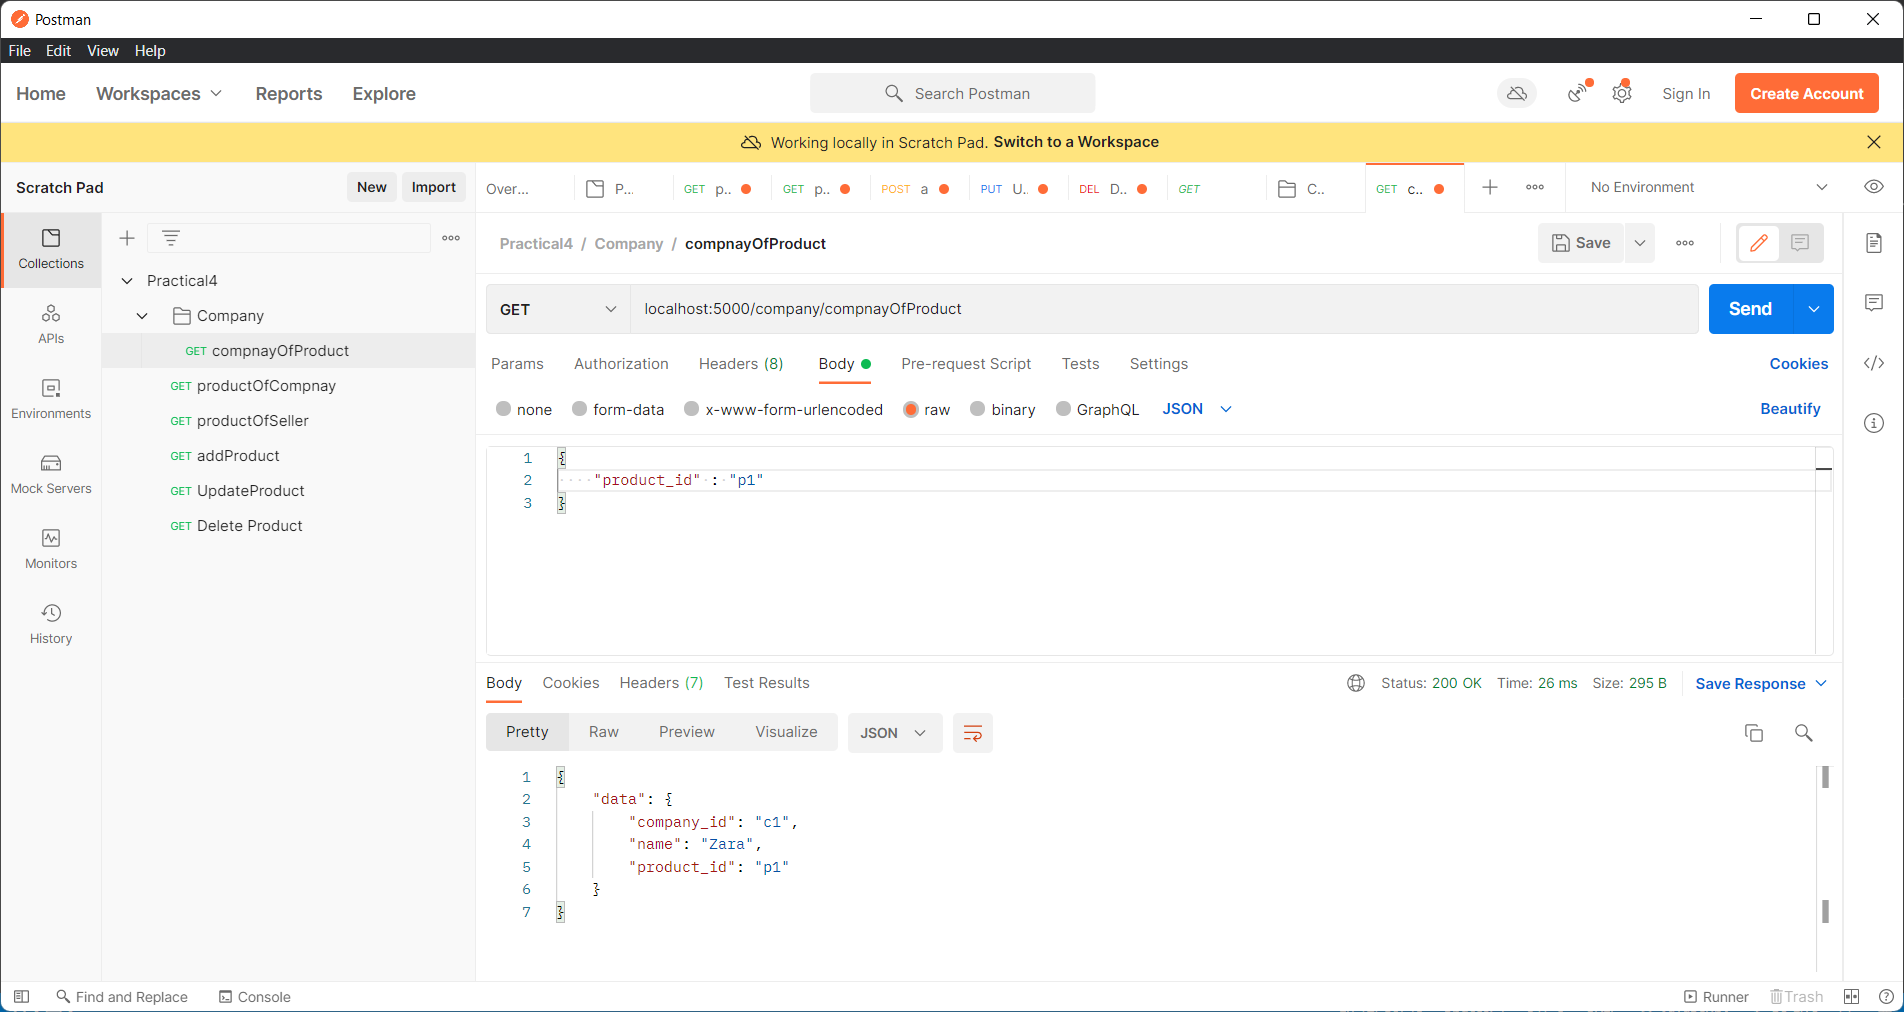 Postman
File Edit View Help
Home Workspaces Reports Explore Search Postman Sign In Create Account
Working locally in Scratch Pad. Switch to a Workspace
Scratch Pad New Import
Over... P... GET p.. GET p.. POST a PUT U.. DEL D.. GET C.. GET c.. No Environment
Collections
APIs
Environments
Mock Servers
Monitors
History
Practical4
Company
GET compnayOfProduct
GET productOfCompnay
GET productOfSeller
GET addProduct
GET UpdateProduct
GET Delete Product
Practical4 / Company / compnayOfProduct Save
GET localhost:5000/company/compnayOfProduct Send
Params Authorization Headers (8) Body Pre-request Script Tests Settings Cookies
none form-data x-www-form-urlencoded raw binary GraphQL JSON Beautify
1 {
2 "product_id" : "p1"
3 }
Body Cookies Headers (7) Test Results Status: 200 OK Time: 26 ms Size: 295 B Save Response
Pretty Raw Preview Visualize JSON
1 {
2 "data": {
3 "company_id": "c1",
4 "name": "Zara",
5 "product_id": "p1"
6 }
7 }
Find and Replace Console Runner Trash